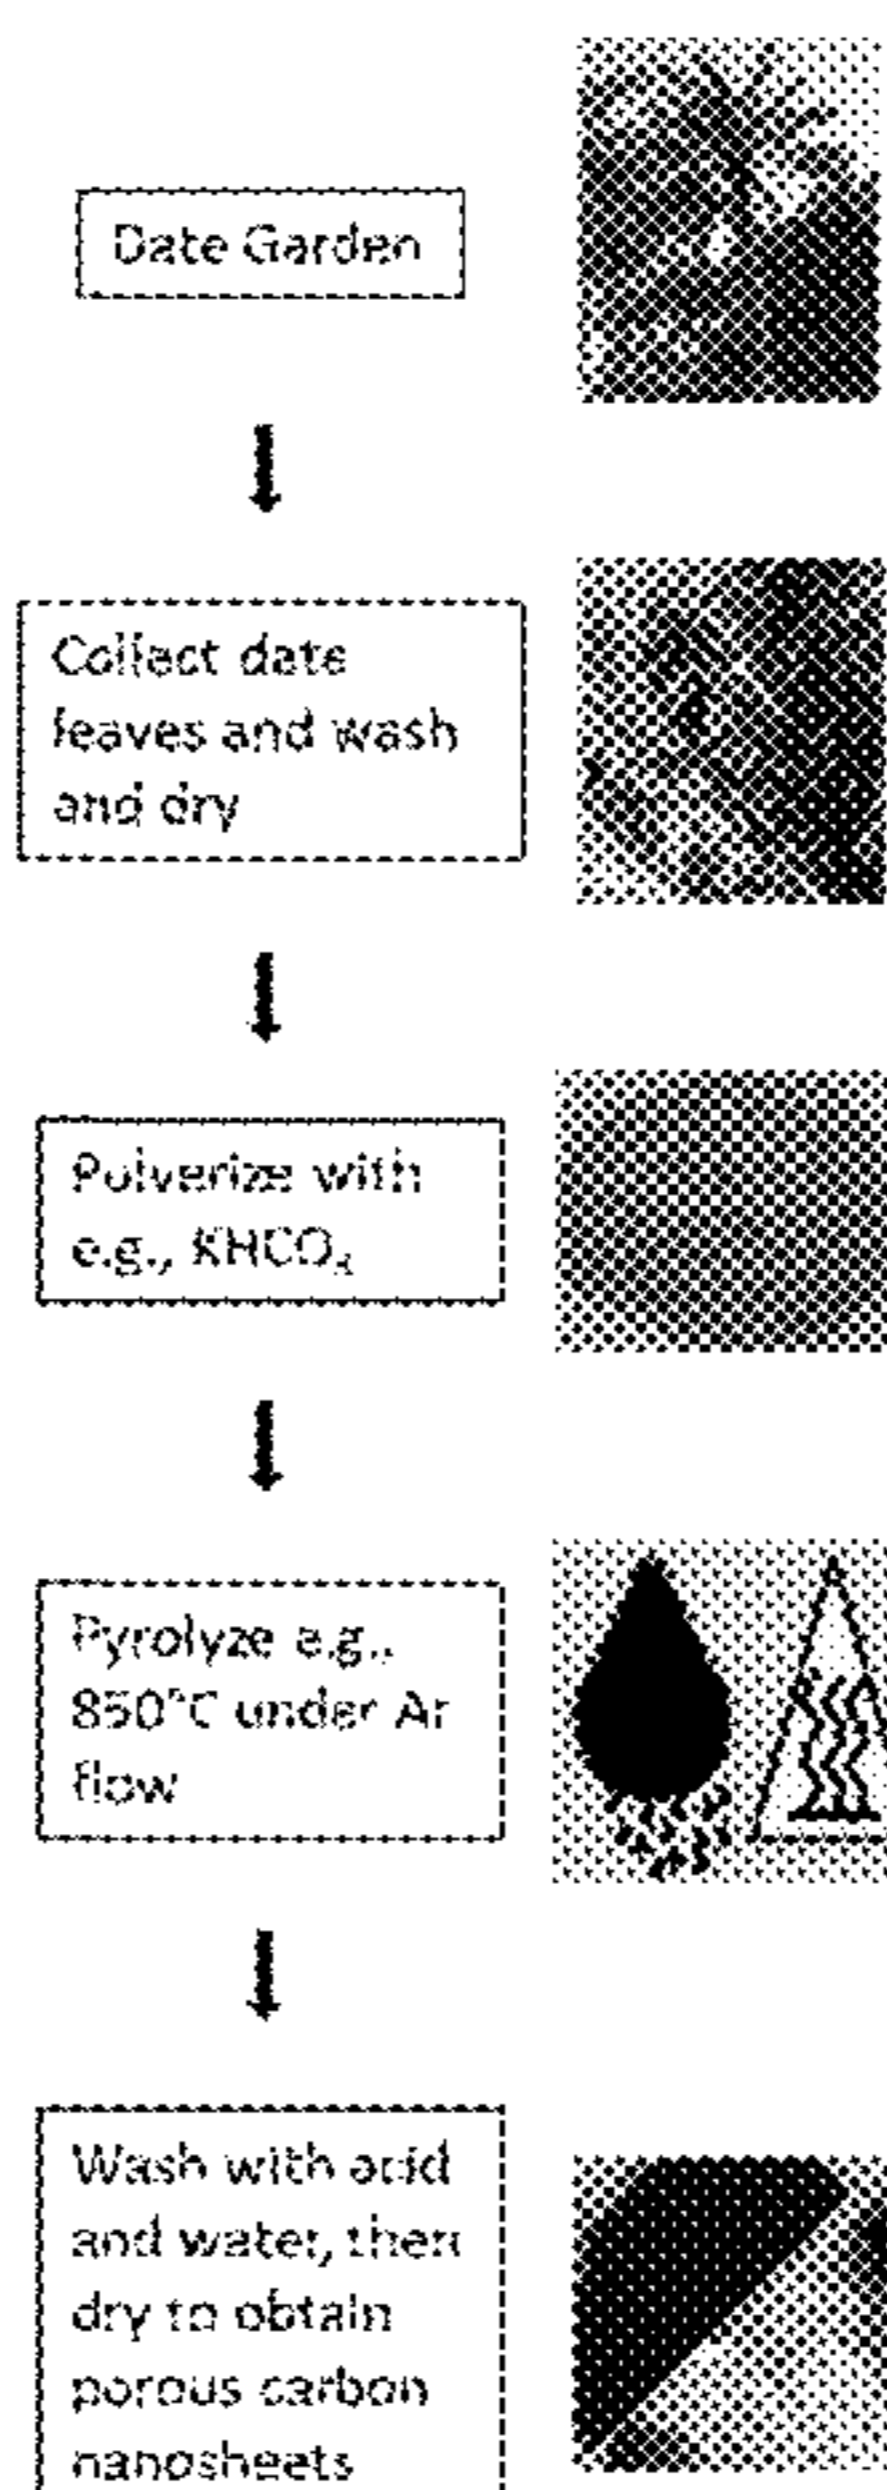 Date Garden
Collect date
leaves and wash
and dry
Pulverize with
e.g., KHCO₃
Pyrolyze e.g.,
850°C under Ar
flow
Wash with acid
and water, then
dry to obtain
porous carbon
nanosheets